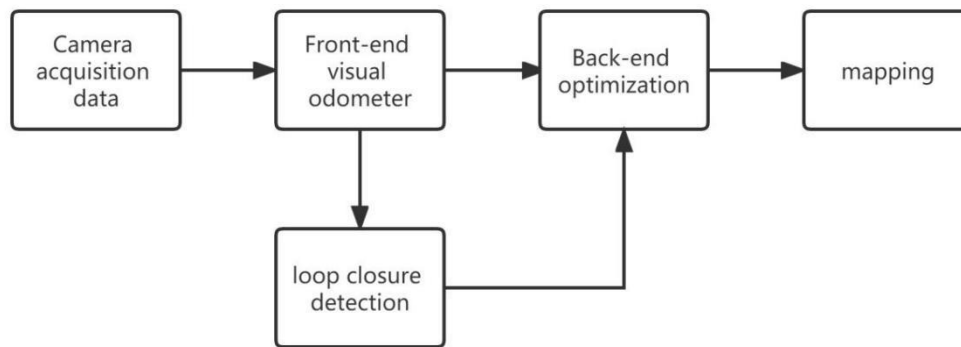 Camera
acquisition
data
Front-end
visual
odometer
Back-end
optimization
mapping
loop closure
detection